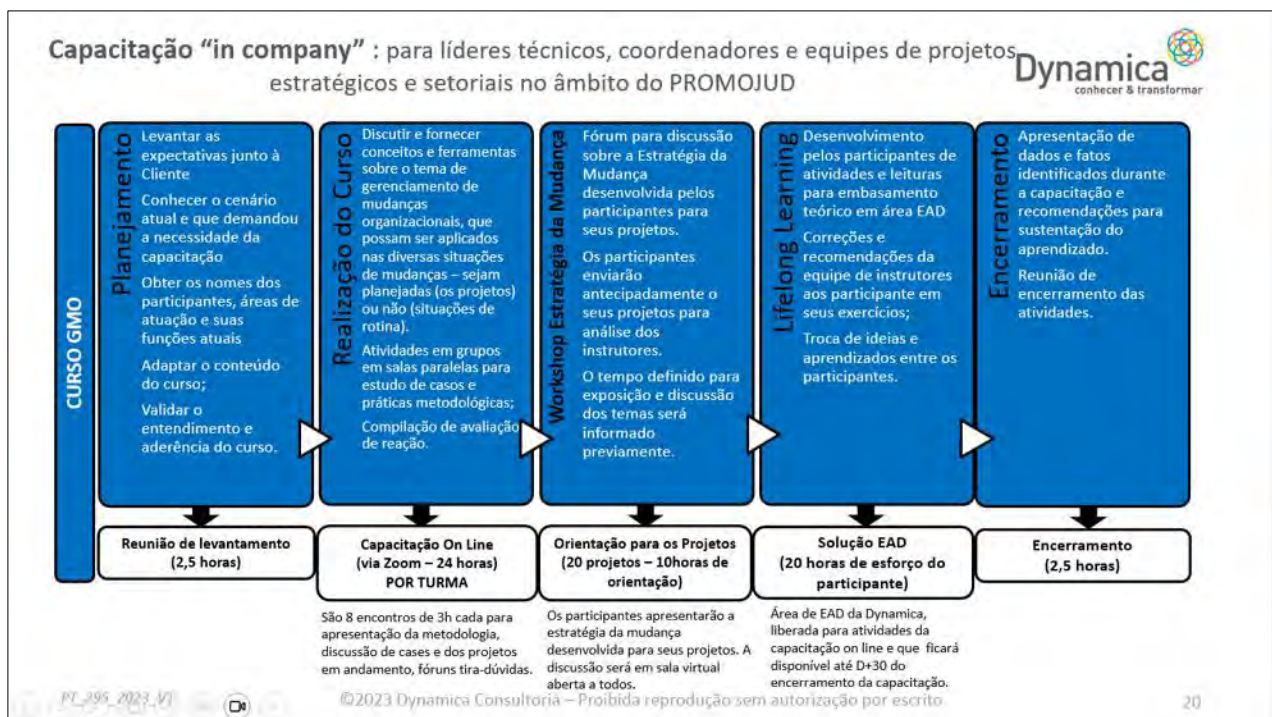 Capacitação “in company” : para líderes técnicos, coordenadores e equipes de projetos
estratégicos e setoriais no âmbito do PROMOJUD
Dynamica
conhecer & transformar
CURSO GMO
Planejamento
Levantar as
expectativas junto à
Cliente
Conhecer o cenário
atual e que demandou
a necessidade da
capacitação
Obter os nomes dos
participantes, áreas de
atuação e suas
funções atuais
Adaptar o conteúdo
do curso;
Validar o
entendimento e
aderência do curso.
Realização do Curso
Discutir e fornecer
conceitos e ferramentas
sobre o tema de
gerenciamento de
mudanças
organizacionais, que
possam ser aplicados
nas diversas situações
de mudanças – sejam
planejadas (os projetos)
ou não (situações de
rotina).
Atividades em grupos
em salas paralelas para
estudo de casos e
práticas metodológicas;
Compilação de avaliação
de reação.
Workshop Estratégia da Mudança
Fórum para discussão
sobre a Estratégia da
Mudança
desenvolvida pelos
participantes para
seus projetos.
Os participantes
enviarão
antecipadamente o
seus projetos para
análise dos
instrutores.
O tempo definido para
exposição e discussão
dos temas será
informado
previamente.
Lifelong Learning
Desenvolvimento
pelos participantes de
atividades e leituras
para embasamento
teórico em área EAD
Correções e
recomendações da
equipe de instrutores
aos participante em
seus exercícios;
Troca de ideias e
aprendizados entre os
participantes.
Encerramento
Apresentação de
dados e fatos
identificados durante
a capacitação e
recomendações para
sustentação do
aprendizado.
Reunião de
encerramento das
atividades.
Reunião de levantamento
(2,5 horas)
Capacitação On Line
(via Zoom – 24 horas)
POR TURMA
Orientação para os Projetos
(20 projetos – 10horas de
orientação)
Solução EAD
(20 horas de esforço do
participante)
Encerramento
(2,5 horas)
São 8 encontros de 3h cada para
apresentação da metodologia,
discussão de cases e dos projetos
em andamento, fóruns tira-dúvidas.
Os participantes apresentarão a
estratégia da mudança
desenvolvida para seus projetos. A
discussão será em sala virtual
aberta a todos.
Área de EAD da Dynamica,
liberada para atividades da
capacitação on line e que ficará
disponível até D+30 do
encerramento da capacitação.
PT_295_2023_V1
©2023 Dynamica Consultoria – Proibida reprodução sem autorização por escrito
20